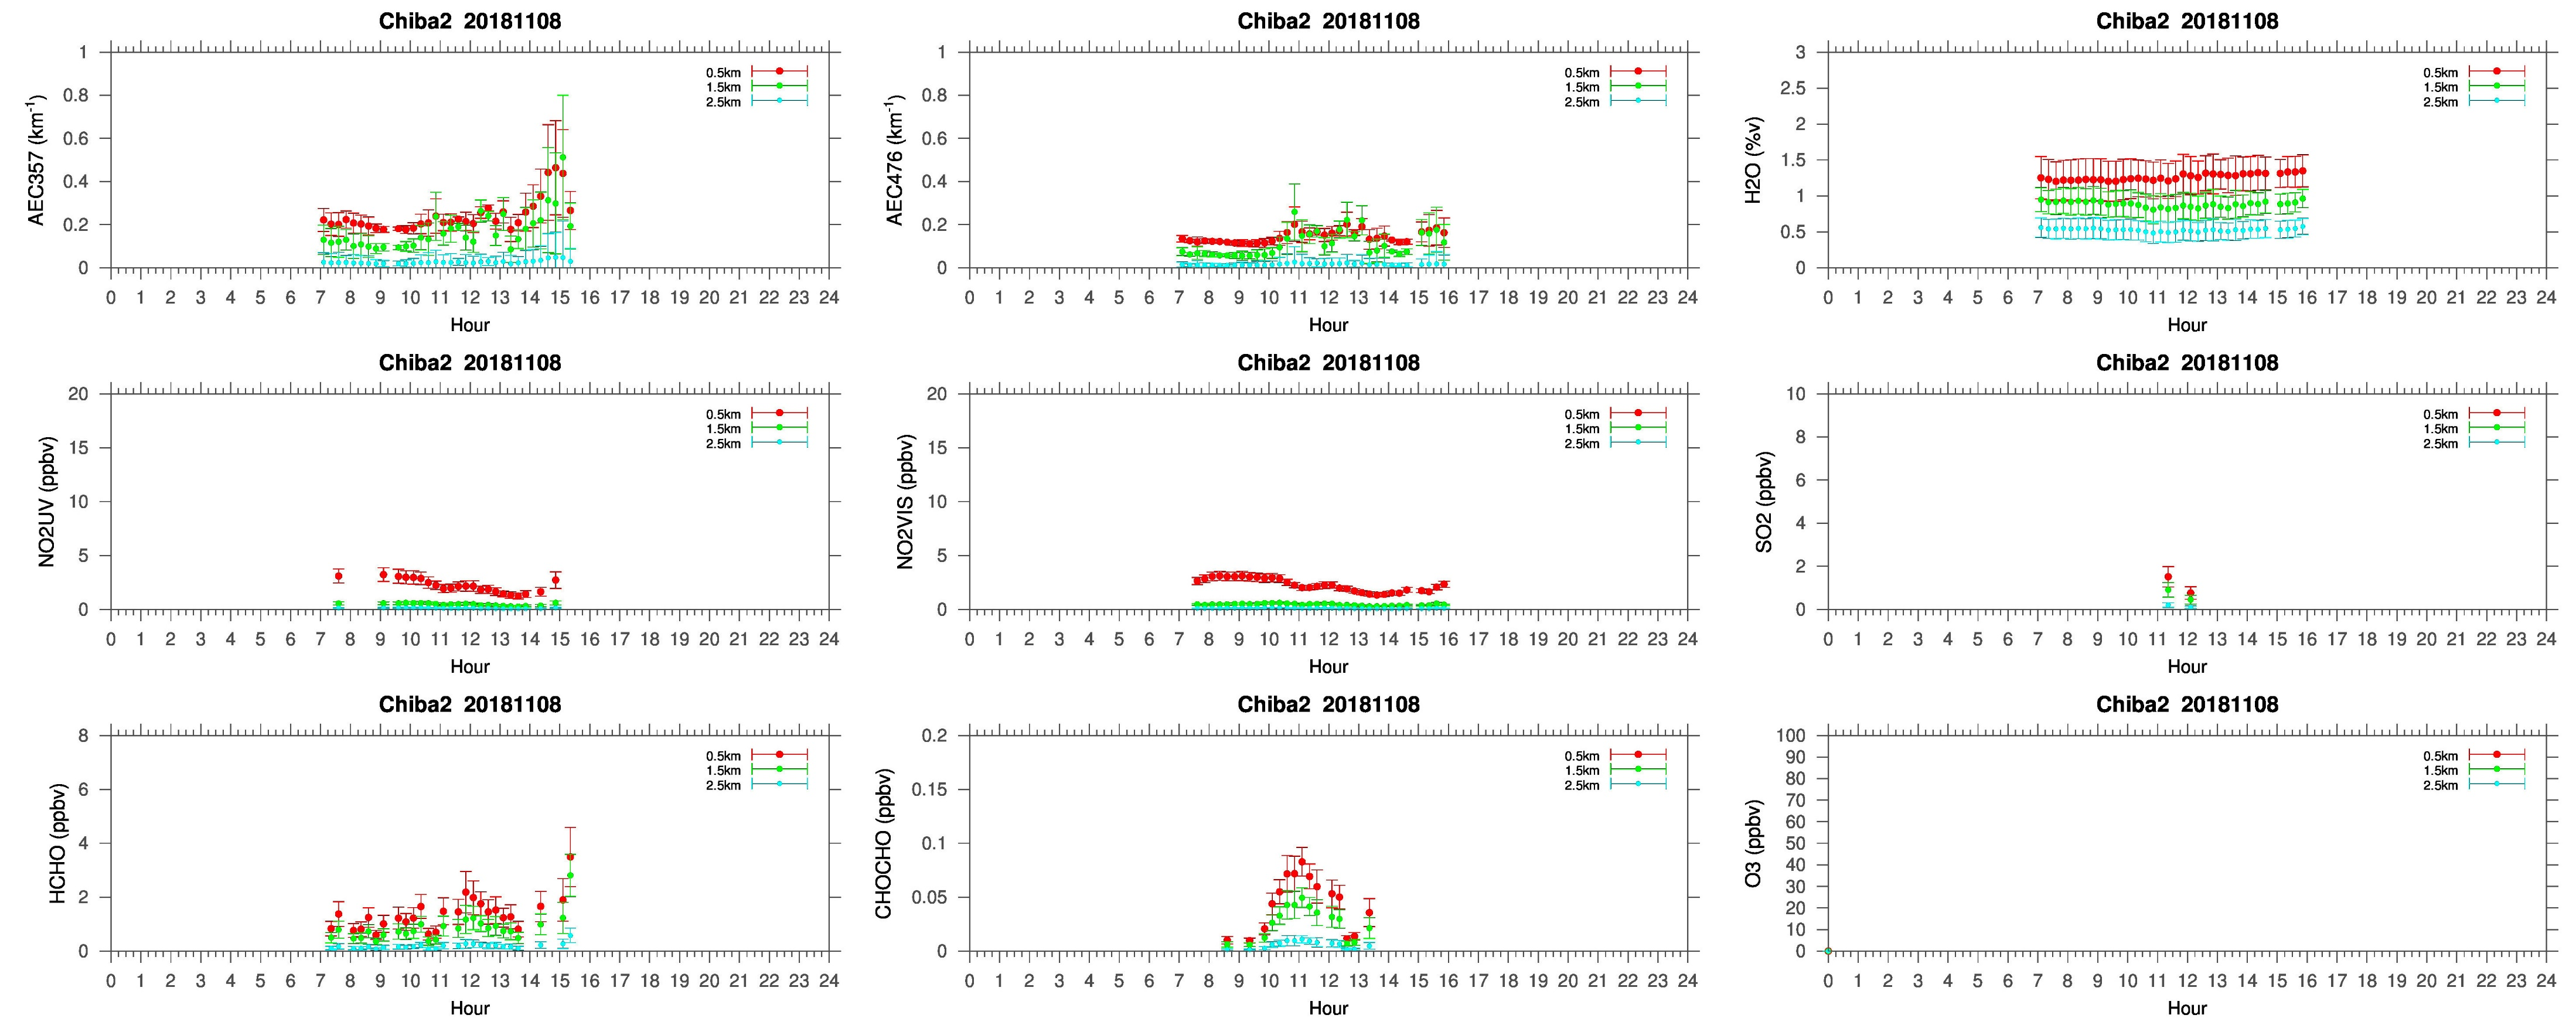 Chiba2 20181108
AEC357 (km-1)
1
0.8
0.6
0.4
0.2
0
0.5km
1.5km
2.5km
0 1 2 3 4 5 6 7 8 9 10 11 12 13 14 15 16 17 18 19 20 21 22 23 24
Hour
Chiba2 20181108
AEC476 (km-1)
1
0.8
0.6
0.4
0.2
0
0.5km
1.5km
2.5km
0 1 2 3 4 5 6 7 8 9 10 11 12 13 14 15 16 17 18 19 20 21 22 23 24
Hour
Chiba2 20181108
H2O (%v)
3
2.5
2
1.5
1
0.5
0
0.5km
1.5km
2.5km
0 1 2 3 4 5 6 7 8 9 10 11 12 13 14 15 16 17 18 19 20 21 22 23 24
Hour
Chiba2 20181108
NO2UV (ppbv)
20
15
10
5
0
0.5km
1.5km
2.5km
0 1 2 3 4 5 6 7 8 9 10 11 12 13 14 15 16 17 18 19 20 21 22 23 24
Hour
Chiba2 20181108
NO2VIS (ppbv)
20
15
10
5
0
0.5km
1.5km
2.5km
0 1 2 3 4 5 6 7 8 9 10 11 12 13 14 15 16 17 18 19 20 21 22 23 24
Hour
Chiba2 20181108
SO2 (ppbv)
10
8
6
4
2
0
0.5km
1.5km
2.5km
0 1 2 3 4 5 6 7 8 9 10 11 12 13 14 15 16 17 18 19 20 21 22 23 24
Hour
Chiba2 20181108
HCHO (ppbv)
8
6
4
2
0
0.5km
1.5km
2.5km
0 1 2 3 4 5 6 7 8 9 10 11 12 13 14 15 16 17 18 19 20 21 22 23 24
Hour
Chiba2 20181108
CHOCHO (ppbv)
0.2
0.15
0.1
0.05
0
0.5km
1.5km
2.5km
0 1 2 3 4 5 6 7 8 9 10 11 12 13 14 15 16 17 18 19 20 21 22 23 24
Hour
Chiba2 20181108
O3 (ppbv)
100
90
80
70
60
50
40
30
20
10
0
0.5km
1.5km
2.5km
0 1 2 3 4 5 6 7 8 9 10 11 12 13 14 15 16 17 18 19 20 21 22 23 24
Hour